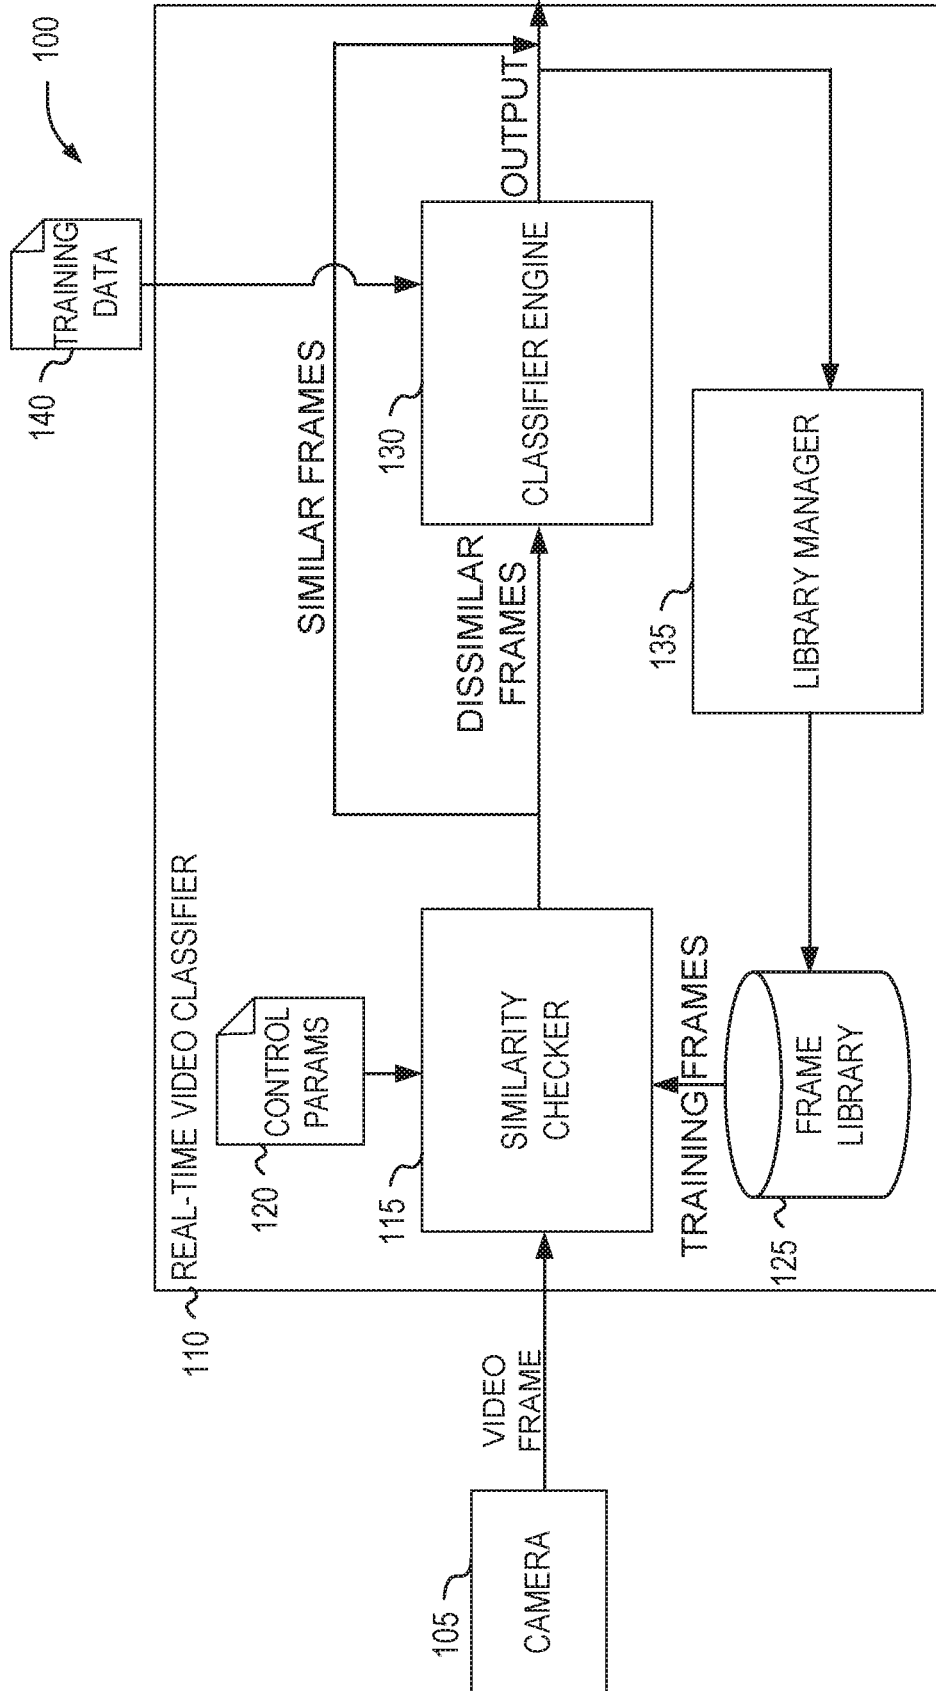 100
TRAINING
DATA
140
110
REAL-TIME VIDEO CLASSIFIER
SIMILAR FRAMES
CONTROL
PARAMS
120
105
CAMERA
VIDEO
FRAME
115
SIMILARITY
CHECKER
DISSIMILAR
FRAMES
130
CLASSIFIER ENGINE
OUTPUT
TRAINING FRAMES
125
FRAME
LIBRARY
135
LIBRARY MANAGER